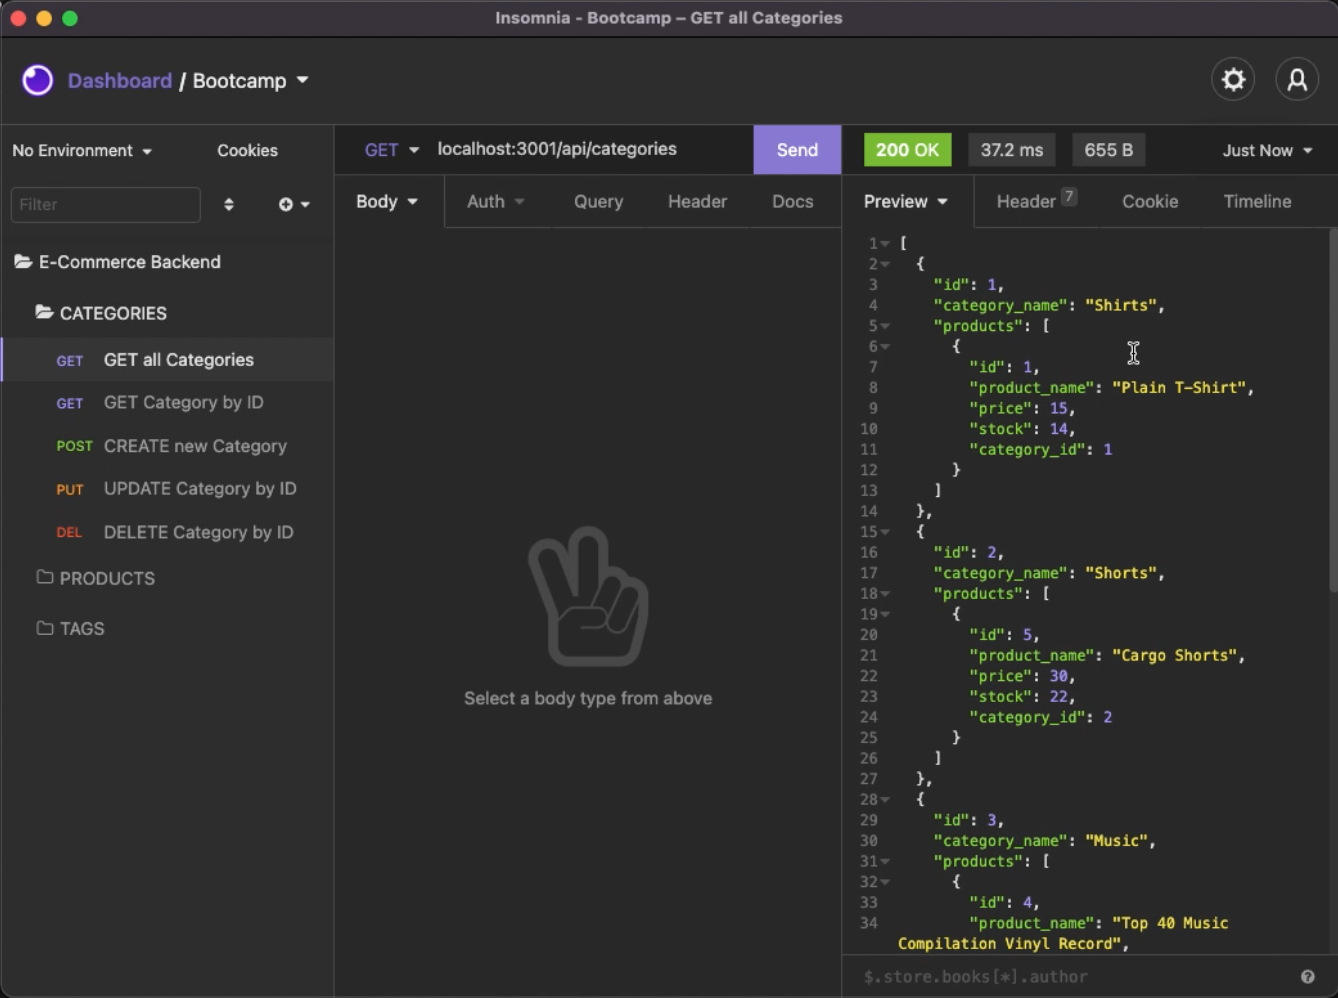 Insomnia - Bootcamp – GET all Categories
Dashboard / Bootcamp
No Environment
Cookies
Filter
E-Commerce Backend
CATEGORIES
GET GET all Categories
GET GET Category by ID
POST CREATE new Category
PUT UPDATE Category by ID
DEL DELETE Category by ID
PRODUCTS
TAGS
GET localhost:3001/api/categories Send
Body Auth Query Header Docs
Select a body type from above
200 OK 37.2 ms 655 B Just Now
Preview Header 7 Cookie Timeline
1 [
2 {
3 "id": 1,
4 "category_name": "Shirts",
5 "products": [
6 {
7 "id": 1,
8 "product_name": "Plain T-Shirt",
9 "price": 15,
10 "stock": 14,
11 "category_id": 1
12 }
13 ]
14 },
15 {
16 "id": 2,
17 "category_name": "Shorts",
18 "products": [
19 {
20 "id": 5,
21 "product_name": "Cargo Shorts",
22 "price": 30,
23 "stock": 22,
24 "category_id": 2
25 }
26 ]
27 },
28 {
29 "id": 3,
30 "category_name": "Music",
31 "products": [
32 {
33 "id": 4,
34 "product_name": "Top 40 Music
Compilation Vinyl Record",
$.store.books[*].author
?